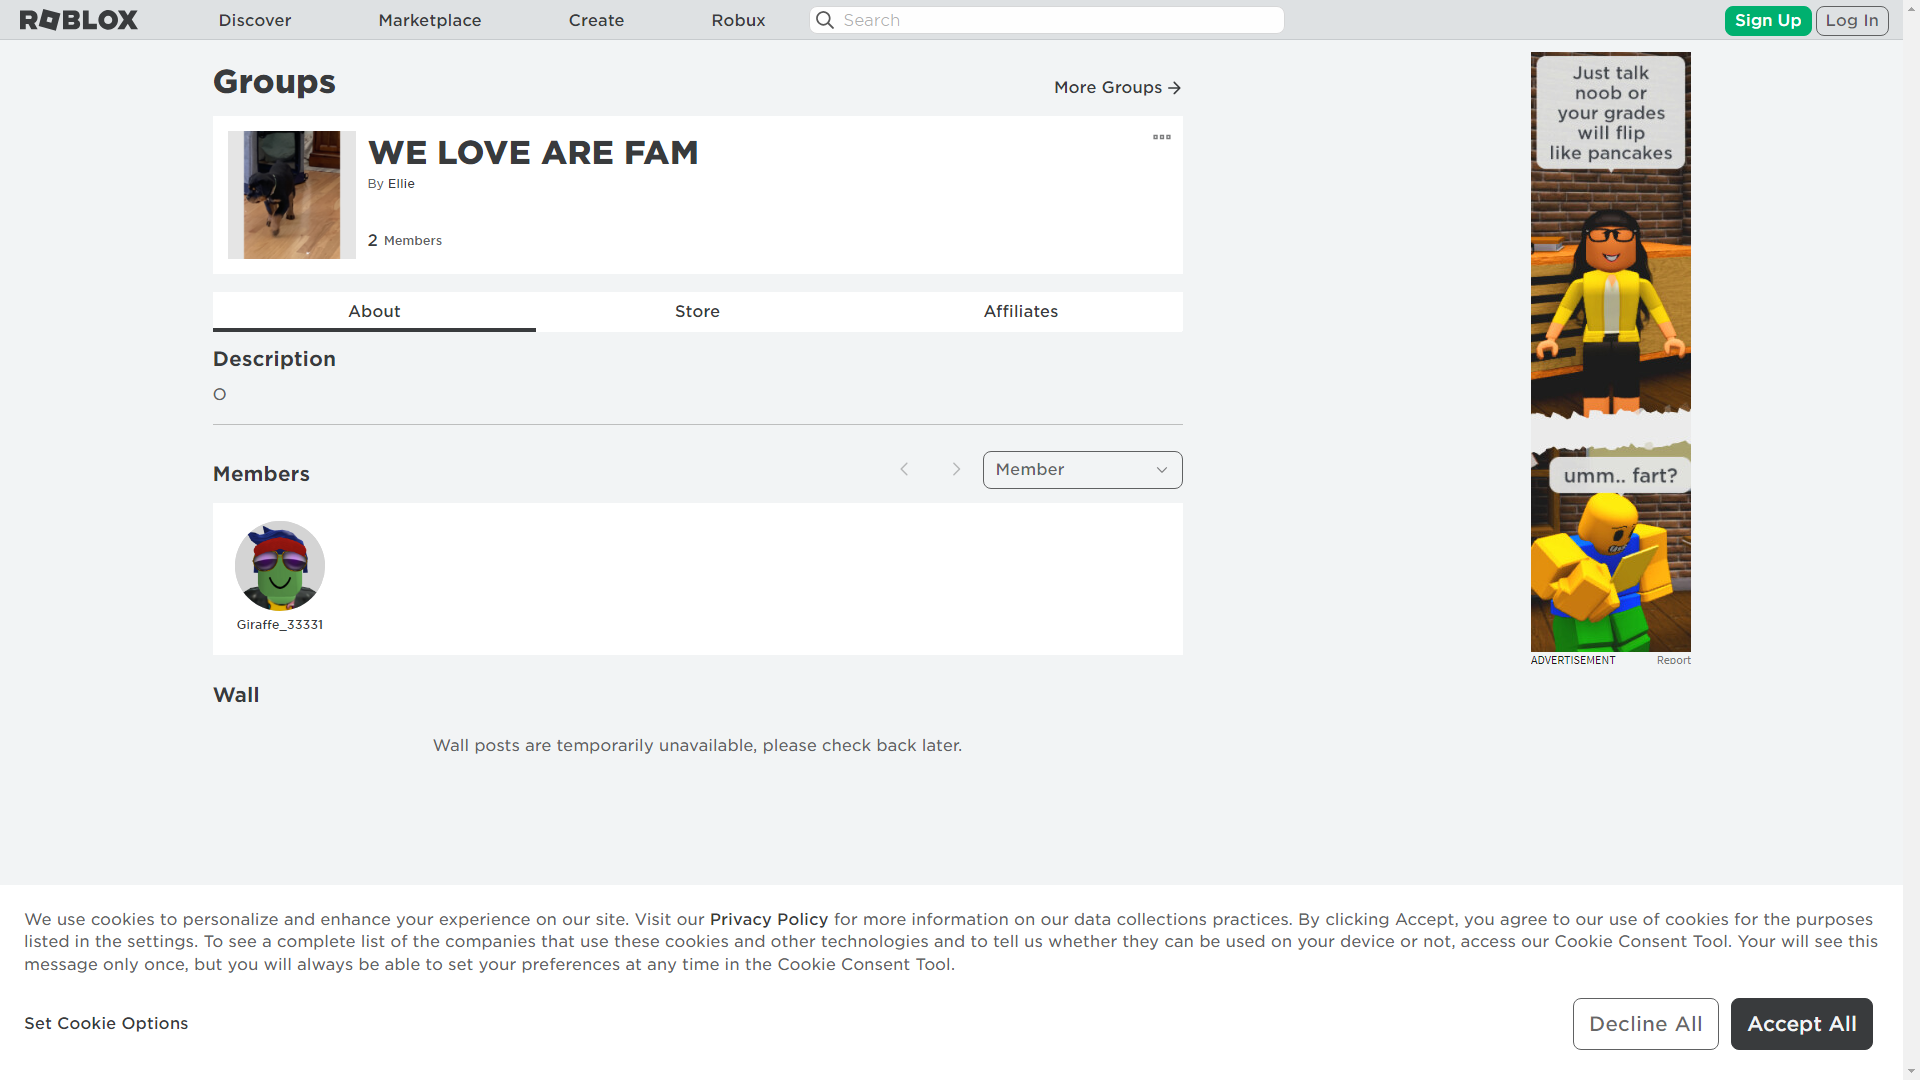 ROBLOX
Discover
Marketplace
Create
Robux
Search
Sign Up
Log In
Groups
More Groups
WE LOVE ARE FAM
By Ellie
2 Members
About
Store
Affiliates
Description
O
Members
Member
Giraffe_33331
Wall
Wall posts are temporarily unavailable, please check back later.
Just talk
noob or
your grades
will flip
like pancakes
umm.. fart?
ADVERTISEMENT
Report
We use cookies to personalize and enhance your experience on our site. Visit our Privacy Policy for more information on our data collections practices. By clicking Accept, you agree to our use of cookies for the purposes
listed in the settings. To see a complete list of the companies that use these cookies and other technologies and to tell us whether they can be used on your device or not, access our Cookie Consent Tool. Your will see this
message only once, but you will always be able to set your preferences at any time in the Cookie Consent Tool.
Set Cookie Options
Decline All
Accept All